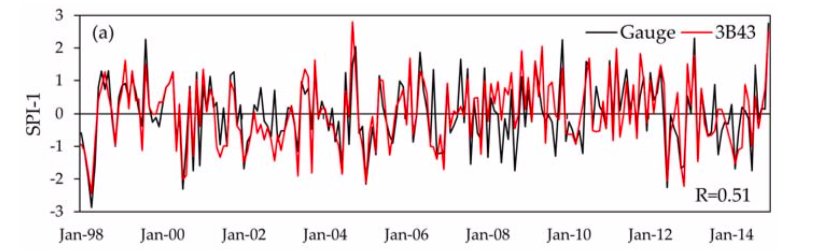 3
(a)
Gauge
3B43
2
1
SPI-1
0
-1
-2
R=0.51
-3
Jan-98 Jan-00 Jan-02 Jan-04 Jan-06 Jan-08 Jan-10 Jan-12 Jan-14